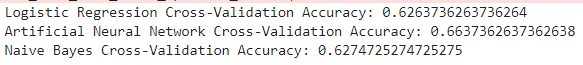 Logistic Regression Cross-Validation Accuracy: 0.6263736263736264
Artificial Neural Network Cross-Validation Accuracy: 0.6637362637362638
Naive Bayes Cross-Validation Accuracy: 0.6274725274725275